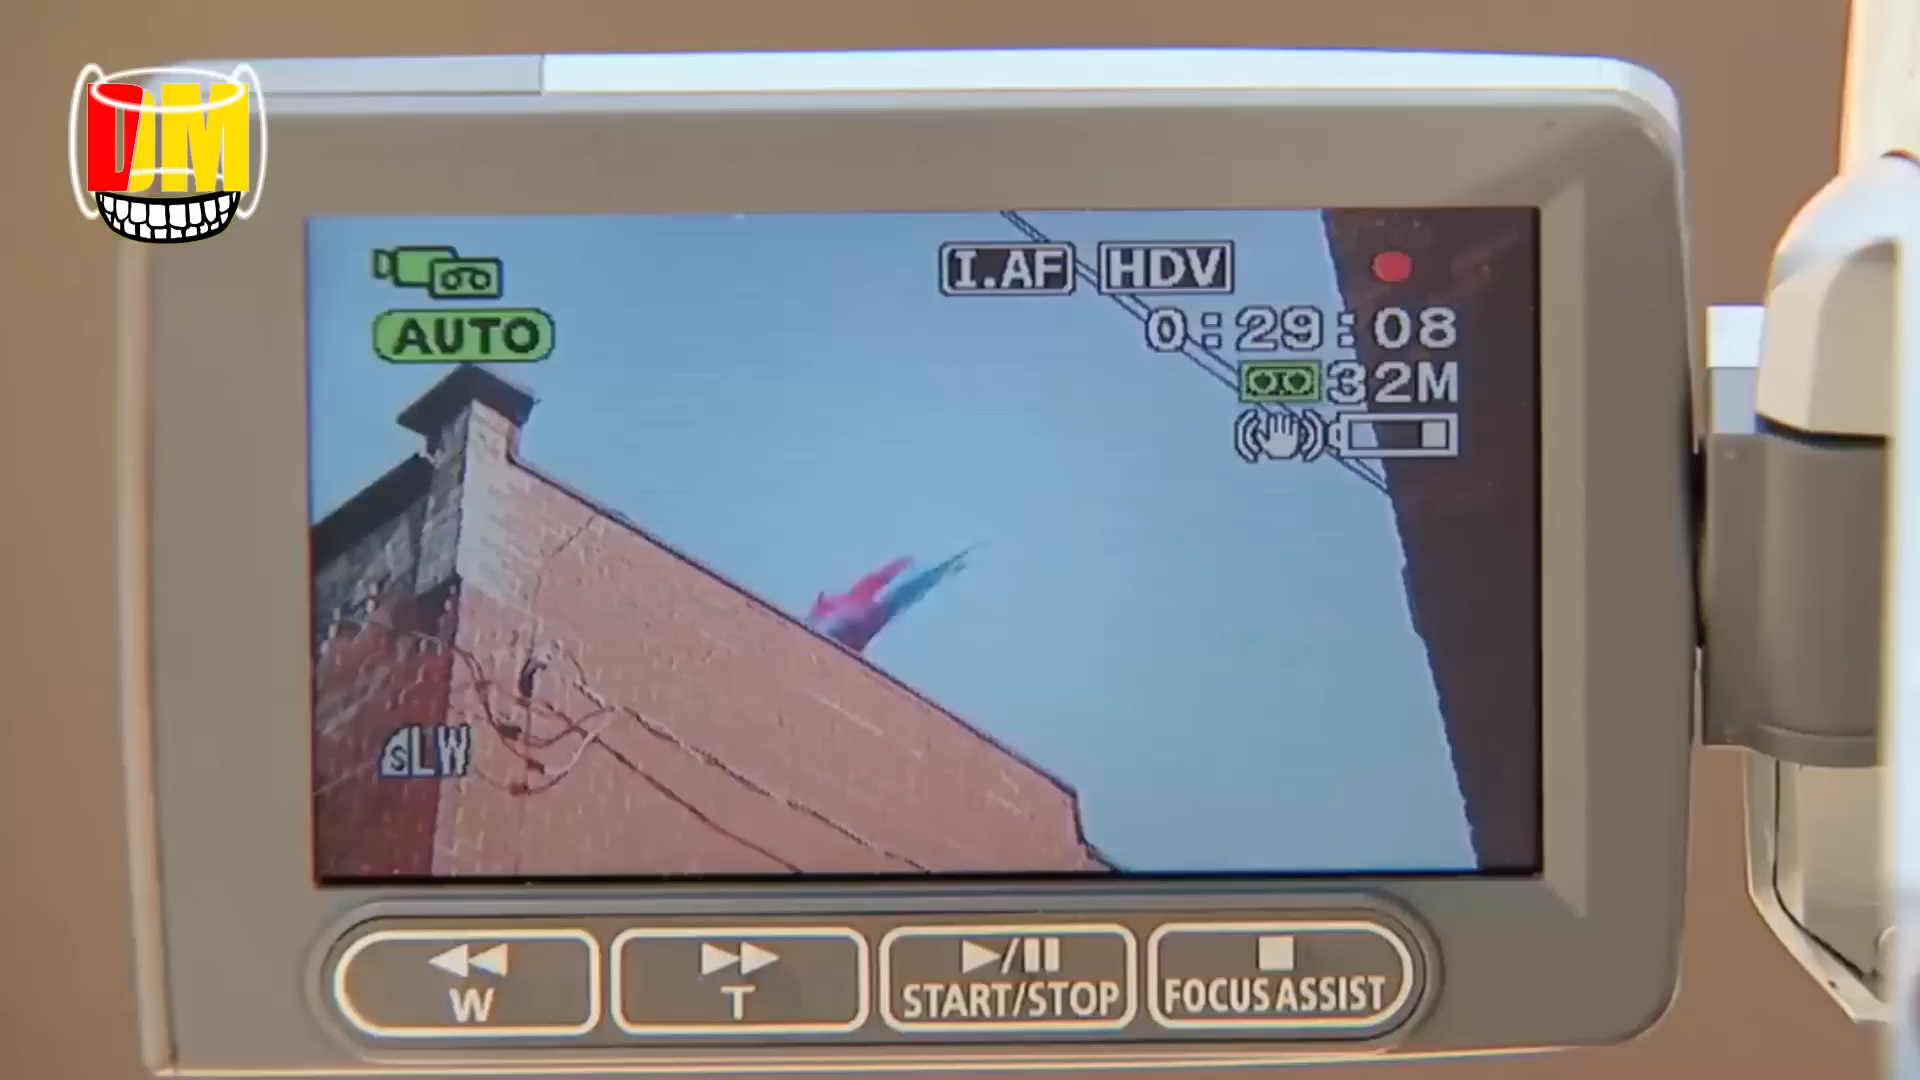 DM
I.AF HDV
AUTO
0:29:08
32M
sLW
W T START/STOP FOCUS ASSIST